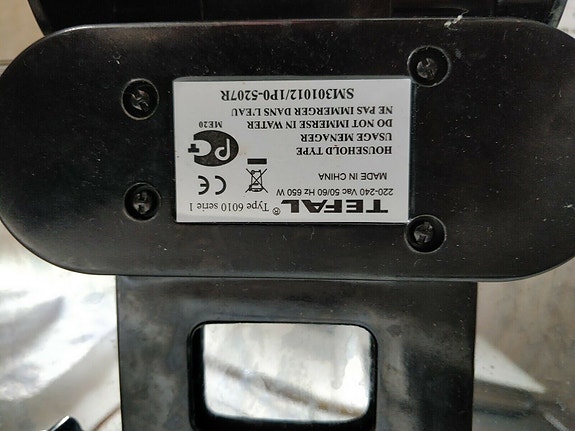 TEFAL® Type 6010 serie 1
220-240 Vac 50/60 Hz 650 W
MADE IN CHINA
CE
HOUSEHOLD TYPE
USAGE MENAGER
DO NOT IMMERSE IN WATER
NE PAS IMMERGER DANS L'EAU
ME20
SM301012/1P0-5207R